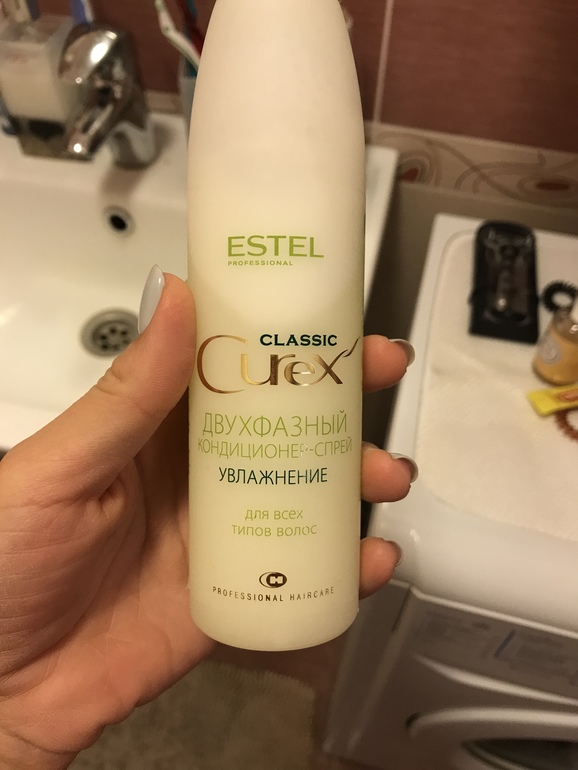 ESTEL
PROFESSIONAL
CLASSIC
Curex
ДВУХФАЗНЫЙ
КОНДИЦИОНЕР-СПРЕЙ
УВЛАЖНЕНИЕ
для всех
типов волос
PROFESSIONAL HAIRCARE